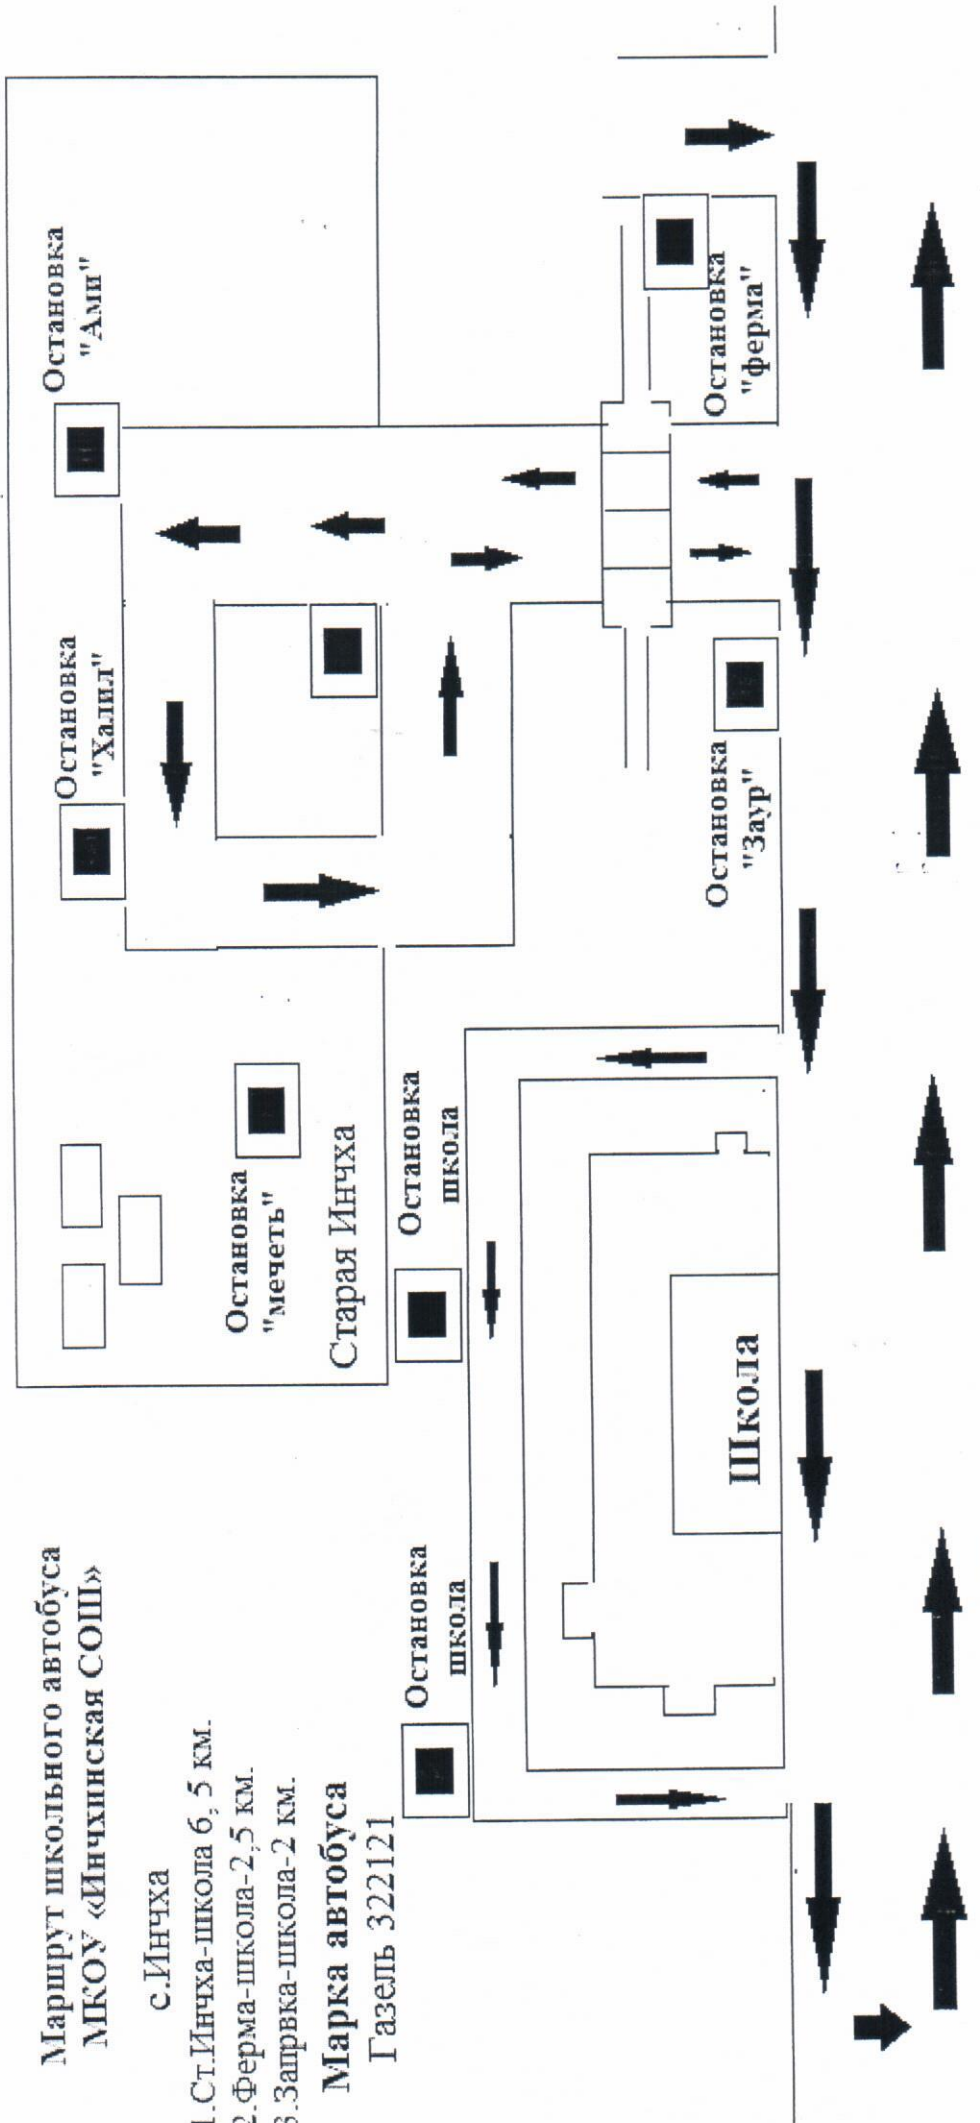 Маршрут школьного автобуса
МКОУ «Инчхинская СОШ»
с.Инчха
1.Ст.Инчха-школа 6, 5 км.
2.Ферма-школа-2,5 км.
3.Запрвка-школа-2 км.
Марка автобуса
Газель 322121
Остановка
"мечеть"
Старая Инчха
Остановка
"Халил"
Остановка
"Ами"
Остановка
школа
Остановка
школа
Школа
Остановка
"Заур"
Остановка
"ферма"